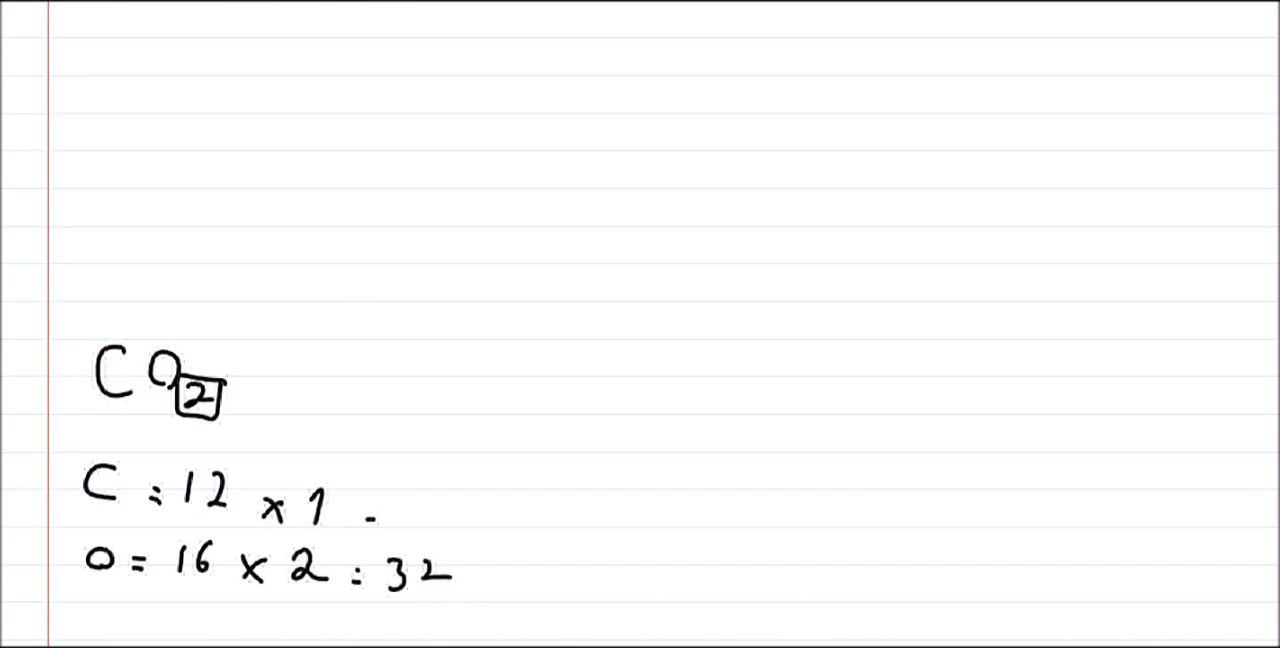 CO2
C = 12 x 1 -
O = 16 x 2 = 32